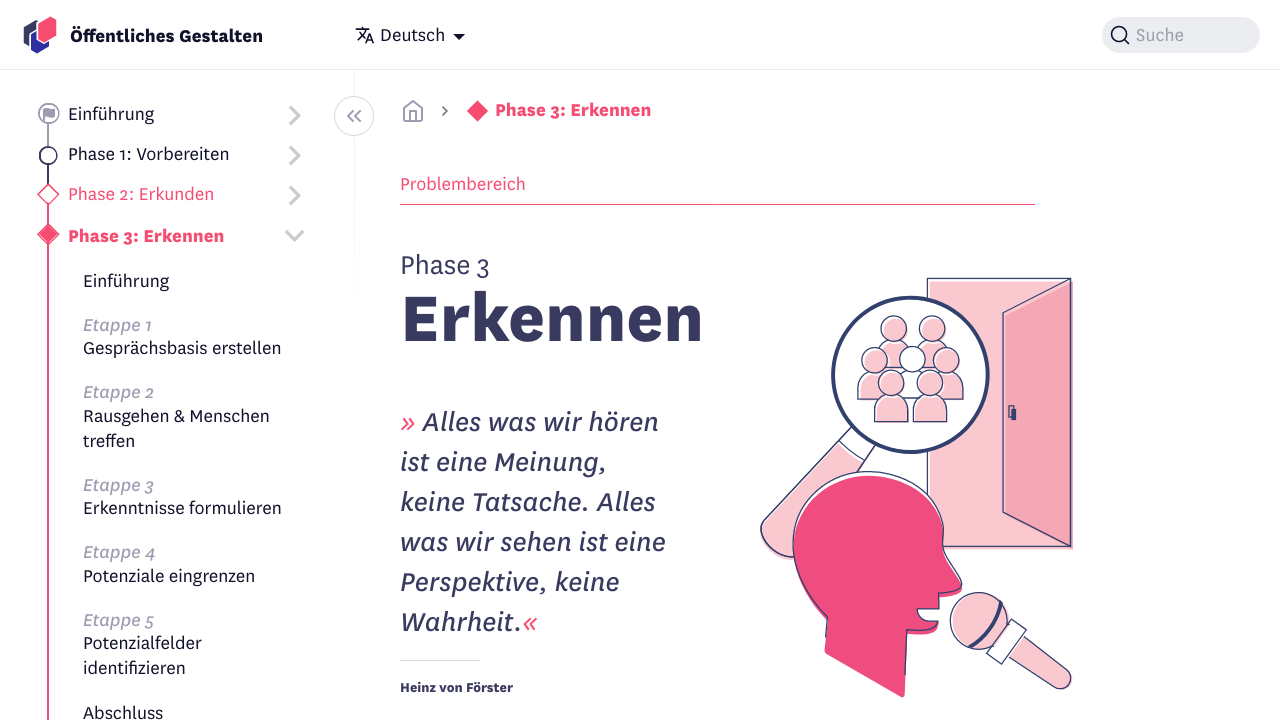 Öffentliches Gestalten
Deutsch
Suche
Einführung
Phase 1: Vorbereiten
Phase 2: Erkunden
Phase 3: Erkennen
Einführung
Etappe 1
Gesprächsbasis erstellen
Etappe 2
Rausgehen & Menschen
treffen
Etappe 3
Erkenntnisse formulieren
Etappe 4
Potenziale eingrenzen
Etappe 5
Potenzialfelder
identifizieren
Abschluss
Phase 3: Erkennen
Problembereich
Phase 3
Erkennen
» Alles was wir hören
ist eine Meinung,
keine Tatsache. Alles
was wir sehen ist eine
Perspektive, keine
Wahrheit.«
Heinz von Förster